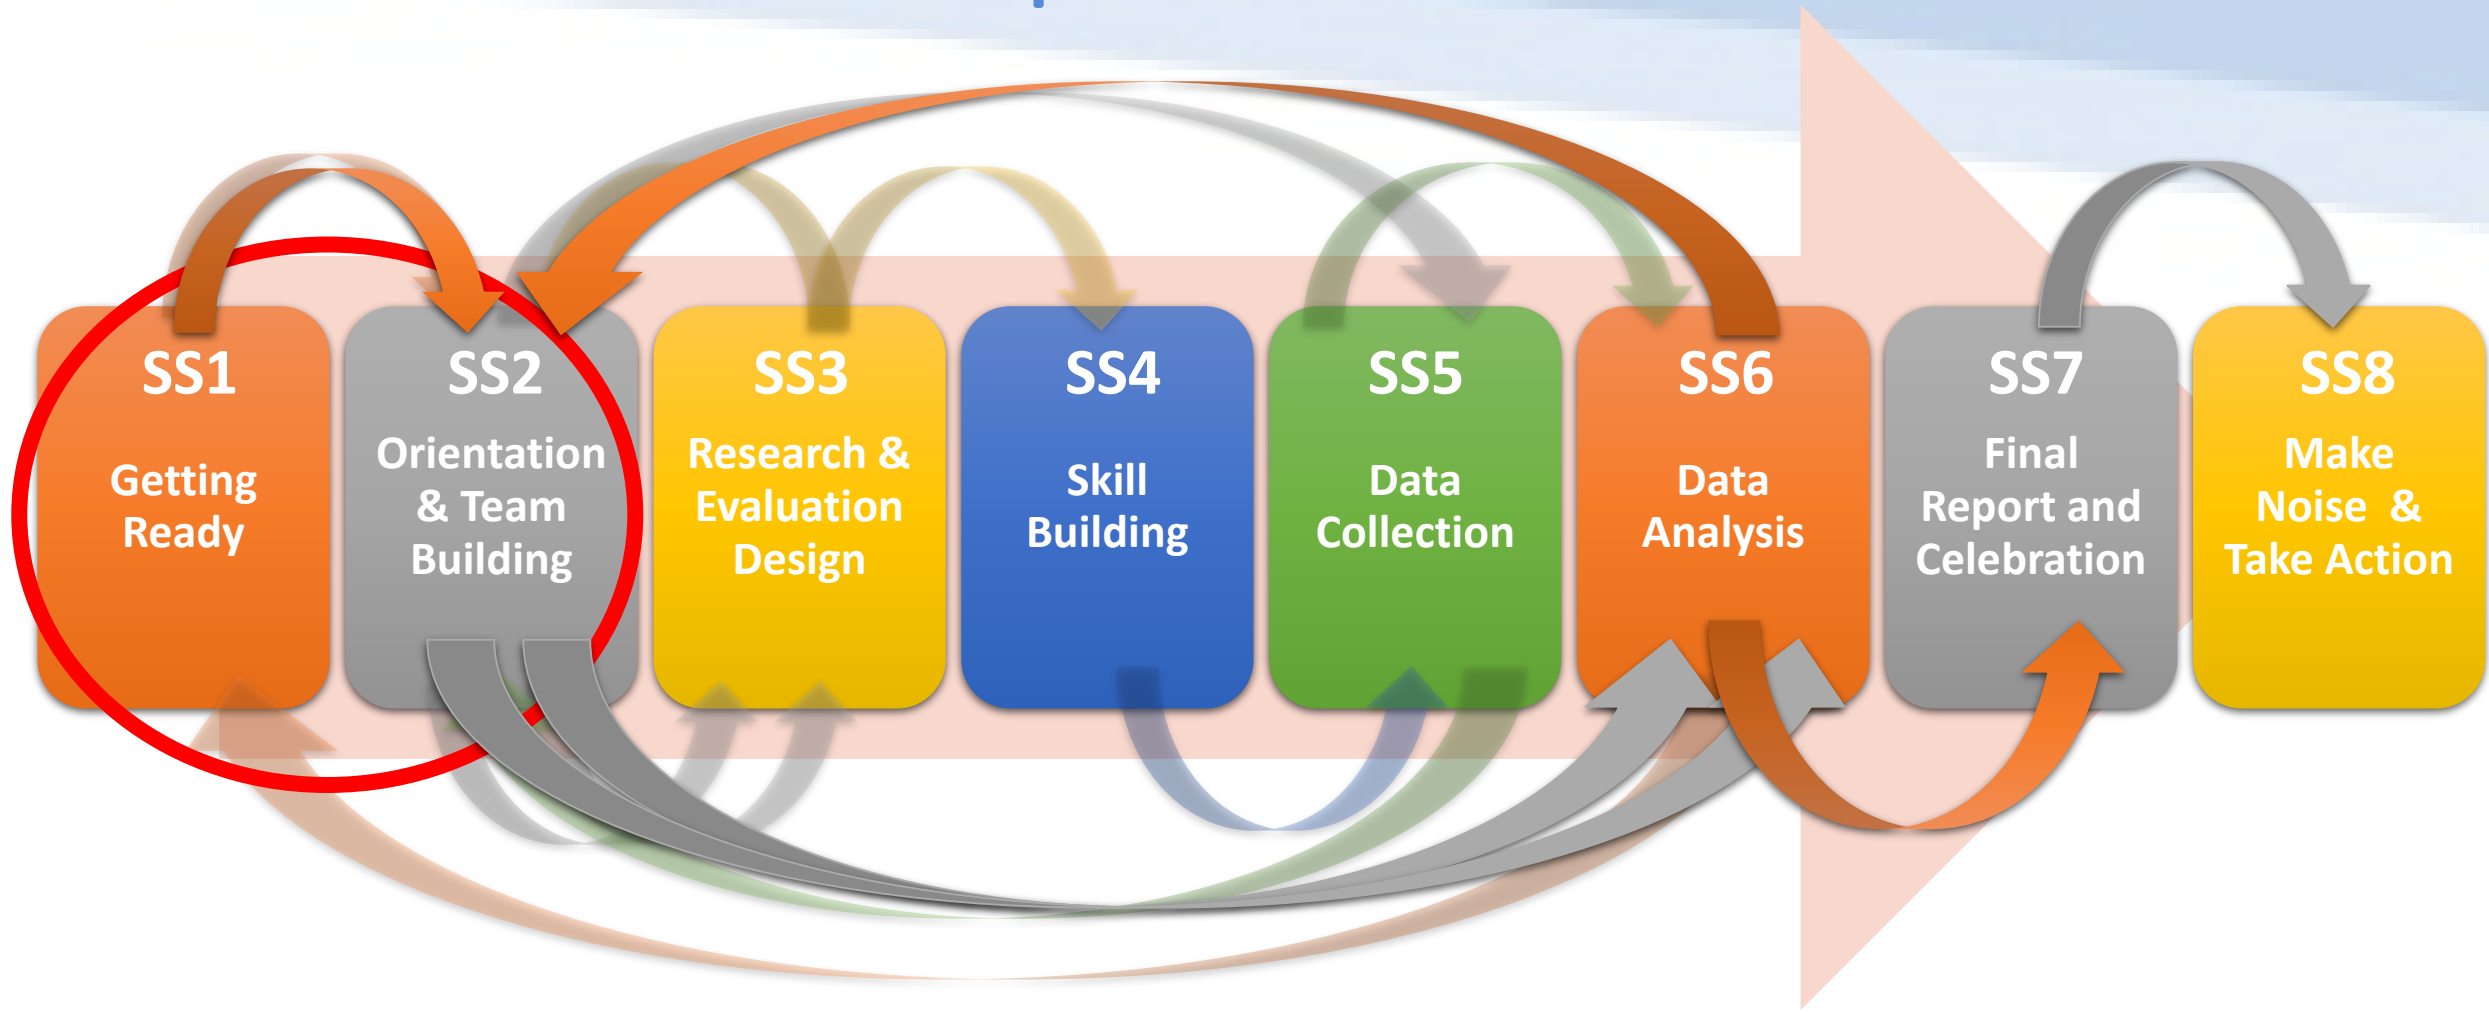 SS1
Getting
Ready
SS2
Orientation
& Team
Building
SS3
Research &
Evaluation
Design
SS4
Skill
Building
SS5
Data
Collection
SS6
Data
Analysis
SS7
Final
Report and
Celebration
SS8
Make
Noise &
Take Action